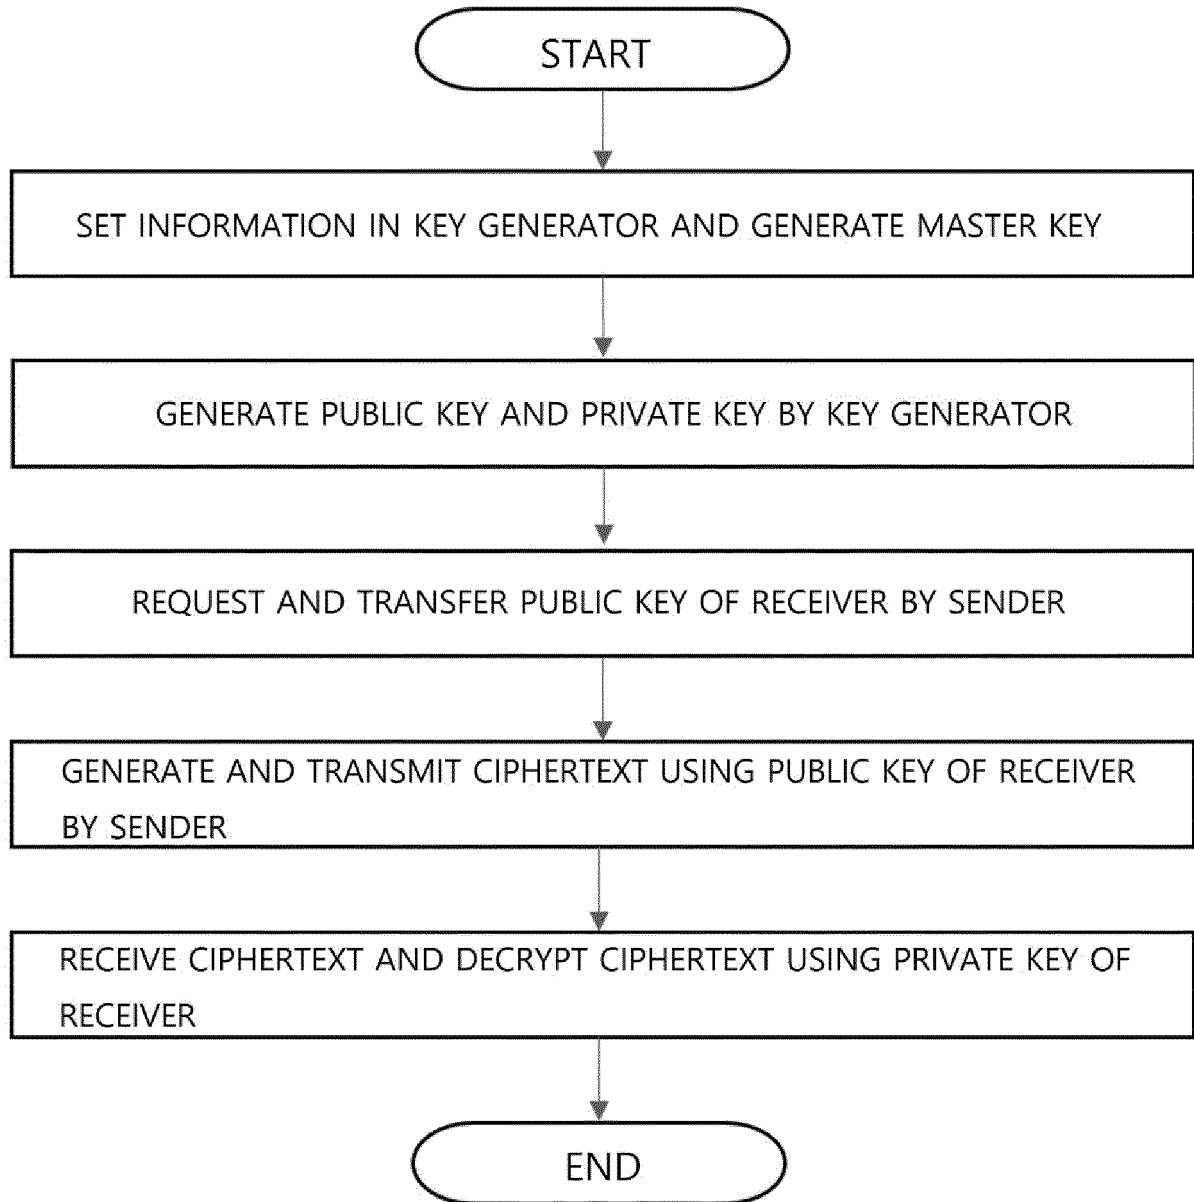 START
SET INFORMATION IN KEY GENERATOR AND GENERATE MASTER KEY
GENERATE PUBLIC KEY AND PRIVATE KEY BY KEY GENERATOR
REQUEST AND TRANSFER PUBLIC KEY OF RECEIVER BY SENDER
GENERATE AND TRANSMIT CIPHERTEXT USING PUBLIC KEY OF RECEIVER
BY SENDER
RECEIVE CIPHERTEXT AND DECRYPT CIPHERTEXT USING PRIVATE KEY OF
RECEIVER
END